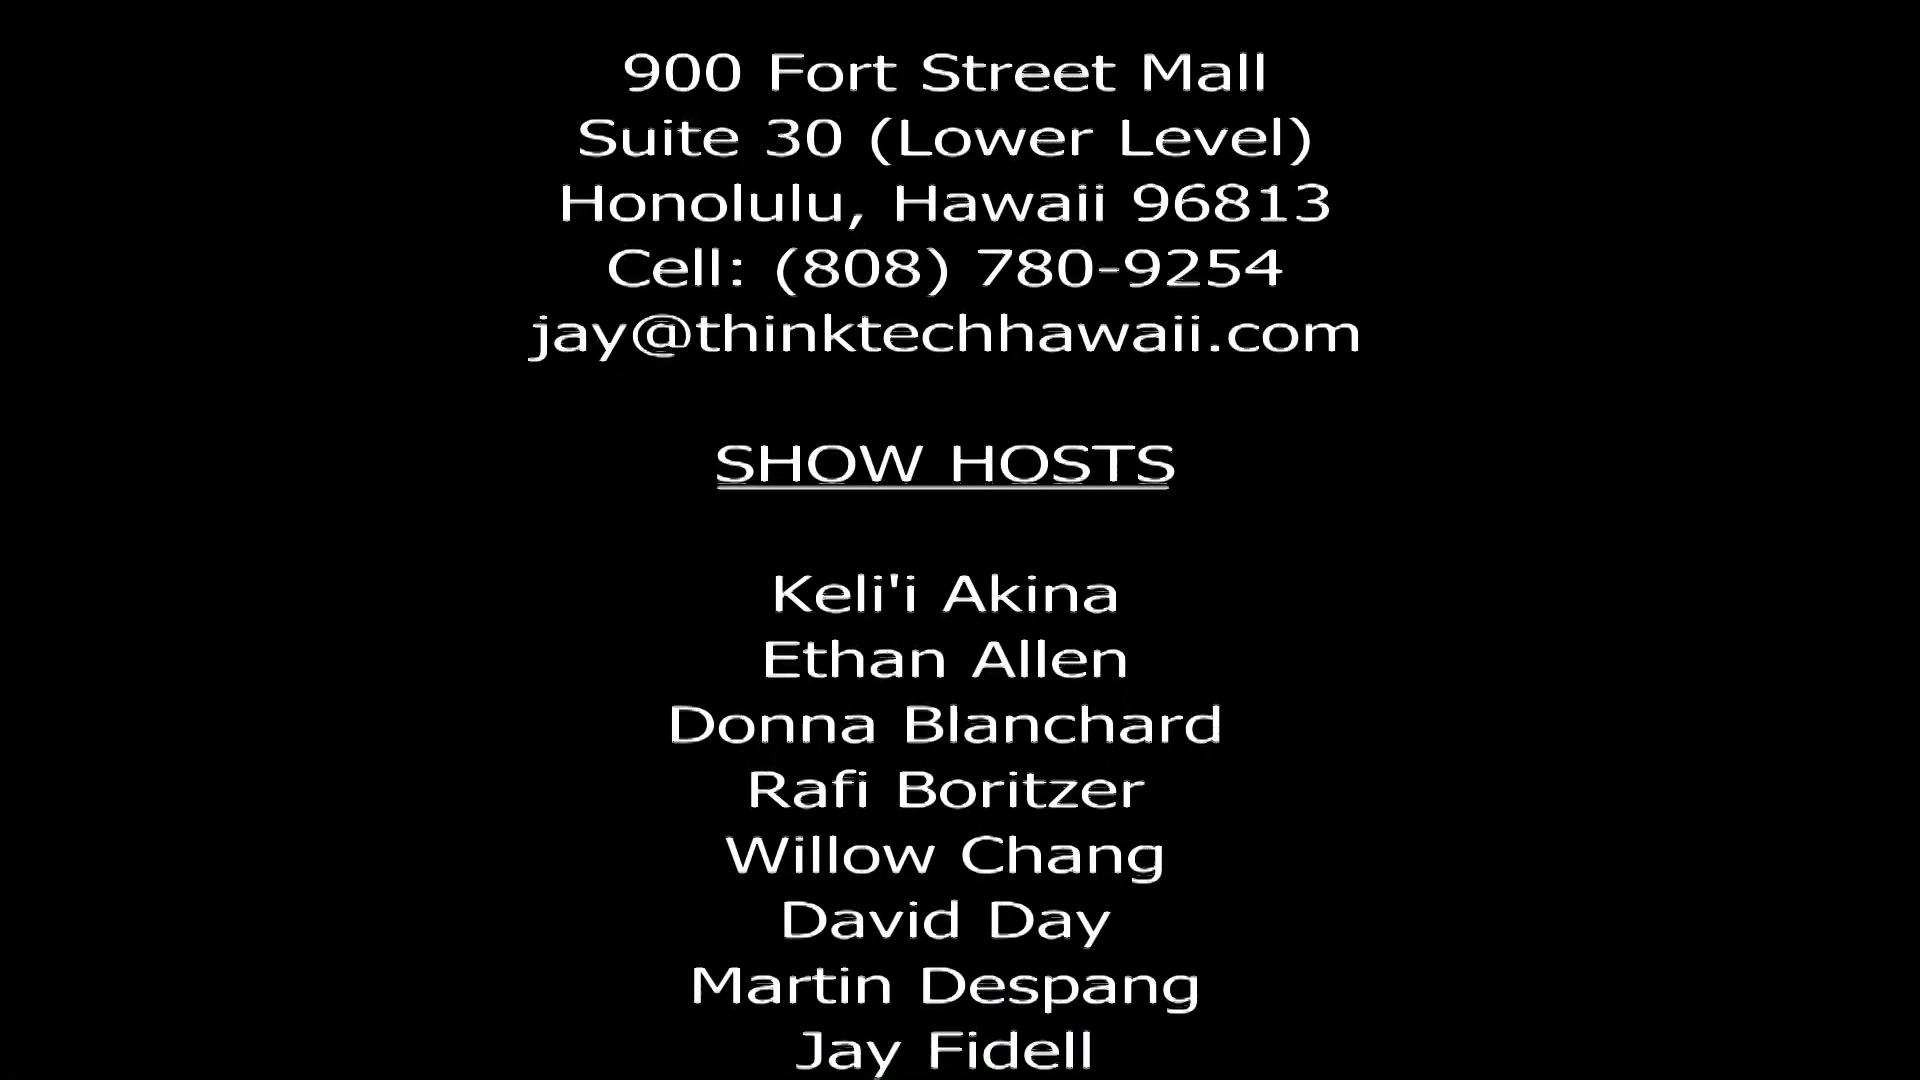 900 Fort Street Mall
Suite 30 (Lower Level)
Honolulu, Hawaii 96813
Cell: (808) 780-9254
jay@thinktechhawaii.com
SHOW HOSTS
Keli'i Akina
Ethan Allen
Donna Blanchard
Rafi Boritzer
Willow Chang
David Day
Martin Despang
Jay Fidell